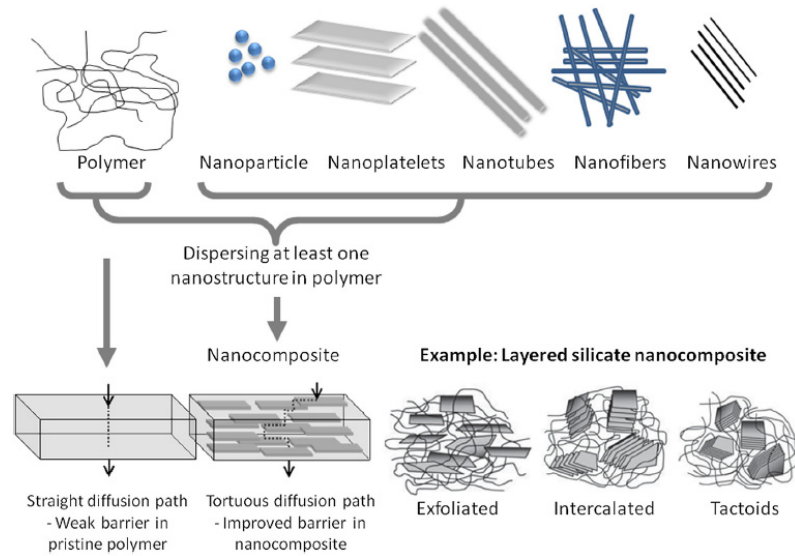 Polymer
Nanoparticle
Nanoplatelets
Nanotubes
Nanofibers
Nanowires
Dispersing at least one
nanostructure in polymer
Nanocomposite
Example: Layered silicate nanocomposite
Straight diffusion path
- Weak barrier in
pristine polymer
Tortuous diffusion path
- Improved barrier in
nanocomposite
Exfoliated
Intercalated
Tactoids